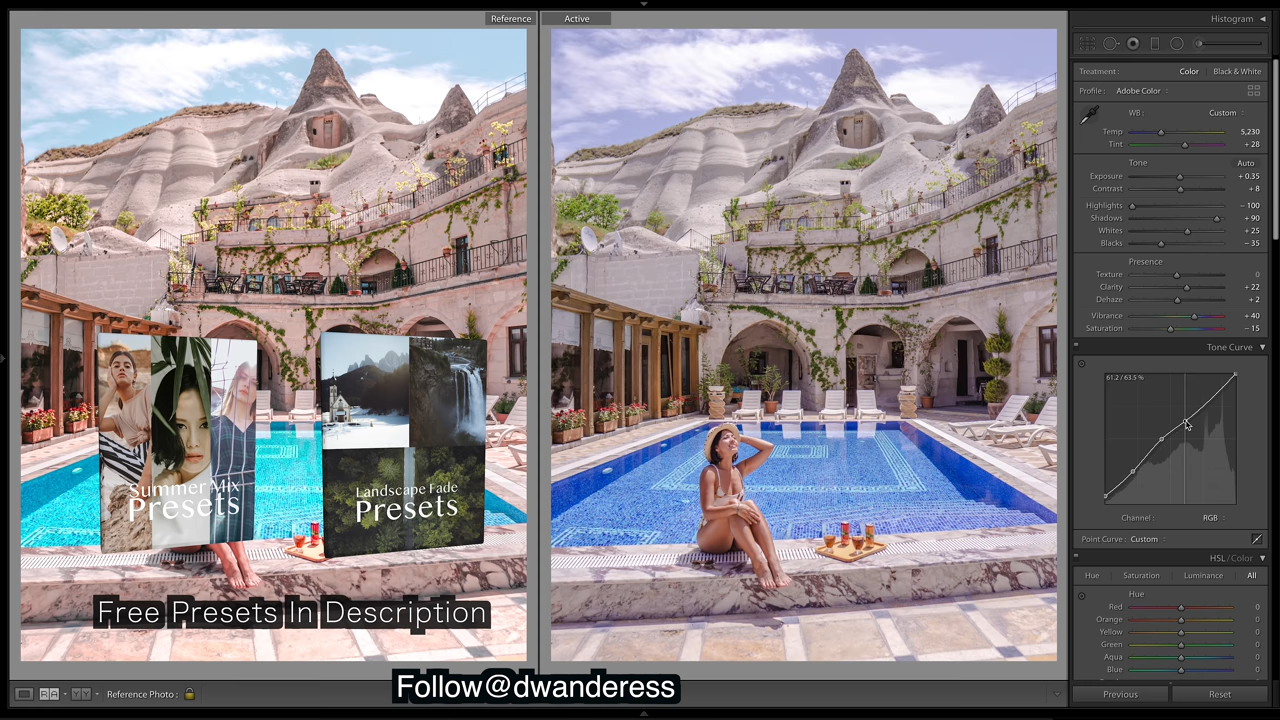 Reference
Active
Histogram
Treatment :
Color
Black & White
Profile :
Adobe Color
WB :
Custom
Temp
5,230
Tint
+ 28
Tone
Auto
Exposure
+ 0.35
Contrast
+ 8
Highlights
− 100
Shadows
+ 90
Whites
+ 25
Blacks
− 35
Presence
Texture
0
Clarity
+ 22
Dehaze
+ 2
Vibrance
+ 40
Saturation
− 15
Tone Curve
61.2 / 63.5 %
Channel :
RGB
Point Curve :
Custom
HSL / Color
Hue
Saturation
Luminance
All
Hue
Red
0
Orange
0
Yellow
0
Green
0
Aqua
0
Blue
0
Previous
Reset
Summer Mix
Presets
Landscape Fade
Presets
Free Presets In Description
RA
YY
Reference Photo :
Follow@dwanderess